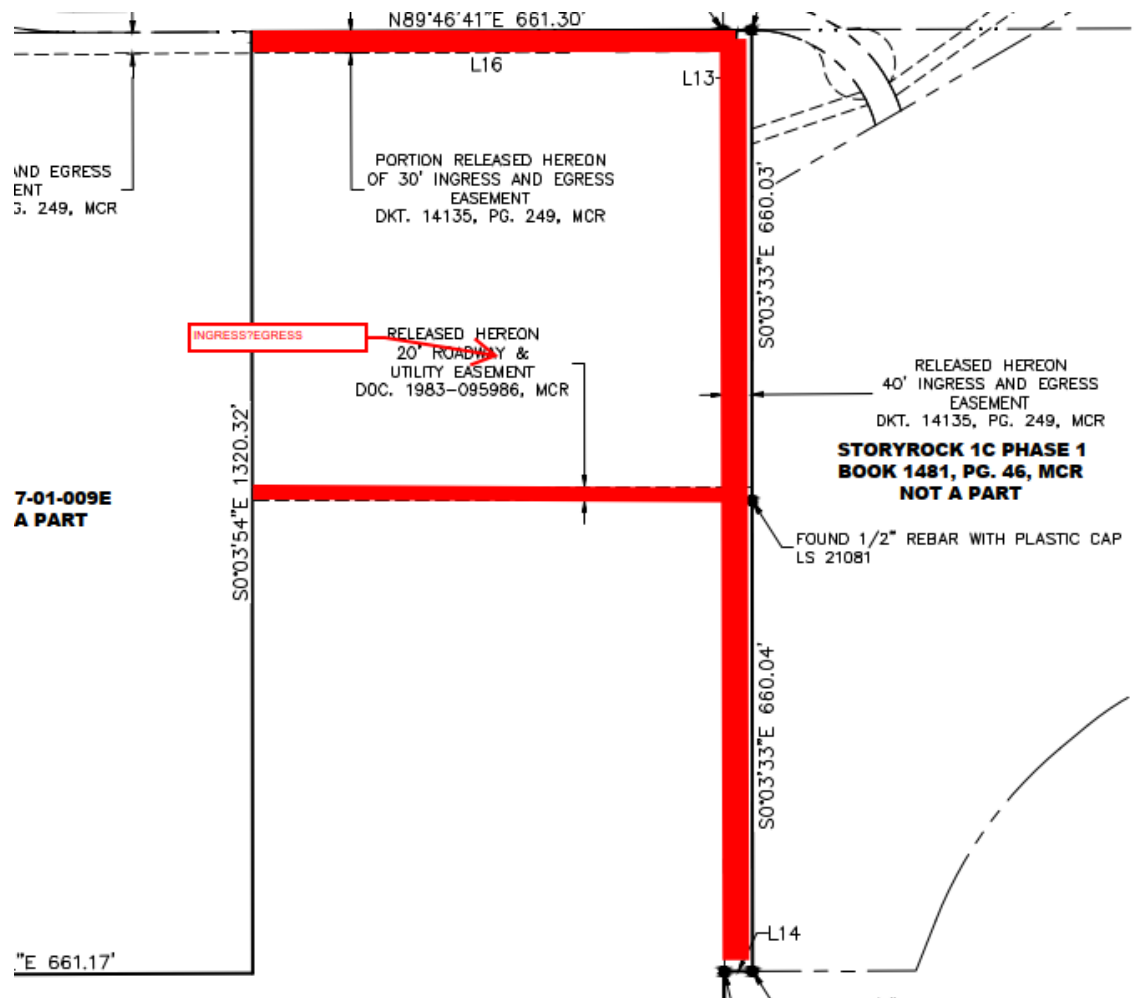 N89°46'41"E 661.30'
L16
L13
AND EGRESS
ENT
G. 249, MCR
PORTION RELEASED HEREON
OF 30' INGRESS AND EGRESS
EASEMENT
DKT. 14135, PG. 249, MCR
S0°03'33"E 660.03'
INGRESS?EGRESS
RELEASED HEREON
20' ROADWAY &
UTILITY EASEMENT
DOC. 1983-095986, MCR
RELEASED HEREON
40' INGRESS AND EGRESS
EASEMENT
DKT. 14135, PG. 249, MCR
STORYROCK 1C PHASE 1
BOOK 1481, PG. 46, MCR
NOT A PART
S0°03'54"E 1320.32'
7-01-009E
A PART
FOUND 1/2" REBAR WITH PLASTIC CAP
LS 21081
S0°03'33"E 660.04'
L14
"E 661.17'